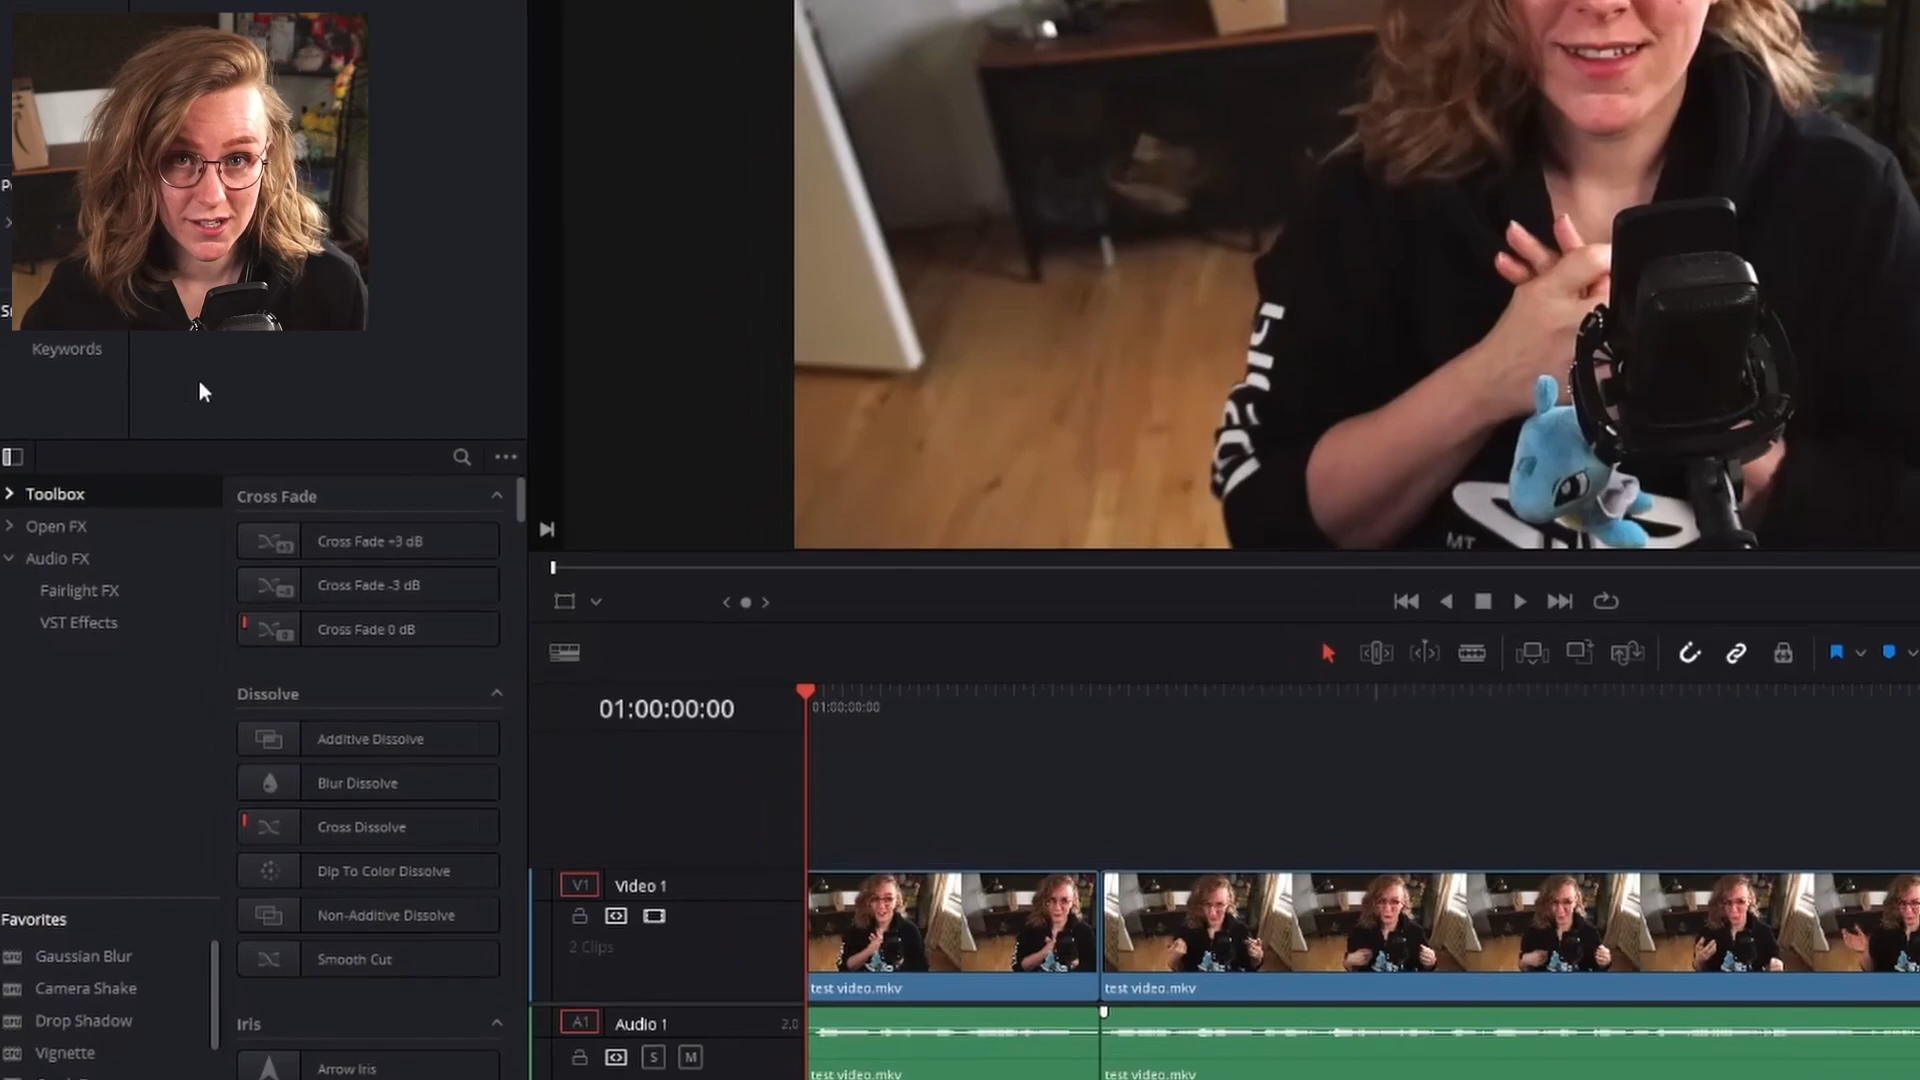 Keywords
Toolbox
Open FX
Audio FX
Fairlight FX
VST Effects
Favorites
Gaussian Blur
Camera Shake
Drop Shadow
Vignette
Cross Fade
Cross Fade +3 dB
Cross Fade -3 dB
Cross Fade 0 dB
Dissolve
Additive Dissolve
Blur Dissolve
Cross Dissolve
Dip To Color Dissolve
Non-Additive Dissolve
Smooth Cut
Iris
Arrow Iris
MT
01:00:00:00
01:00:00:00
V1 Video 1
2 Clips
test video.mkv
test video.mkv
A1 Audio 1 2.0
S M
test video.mkv
test video.mkv